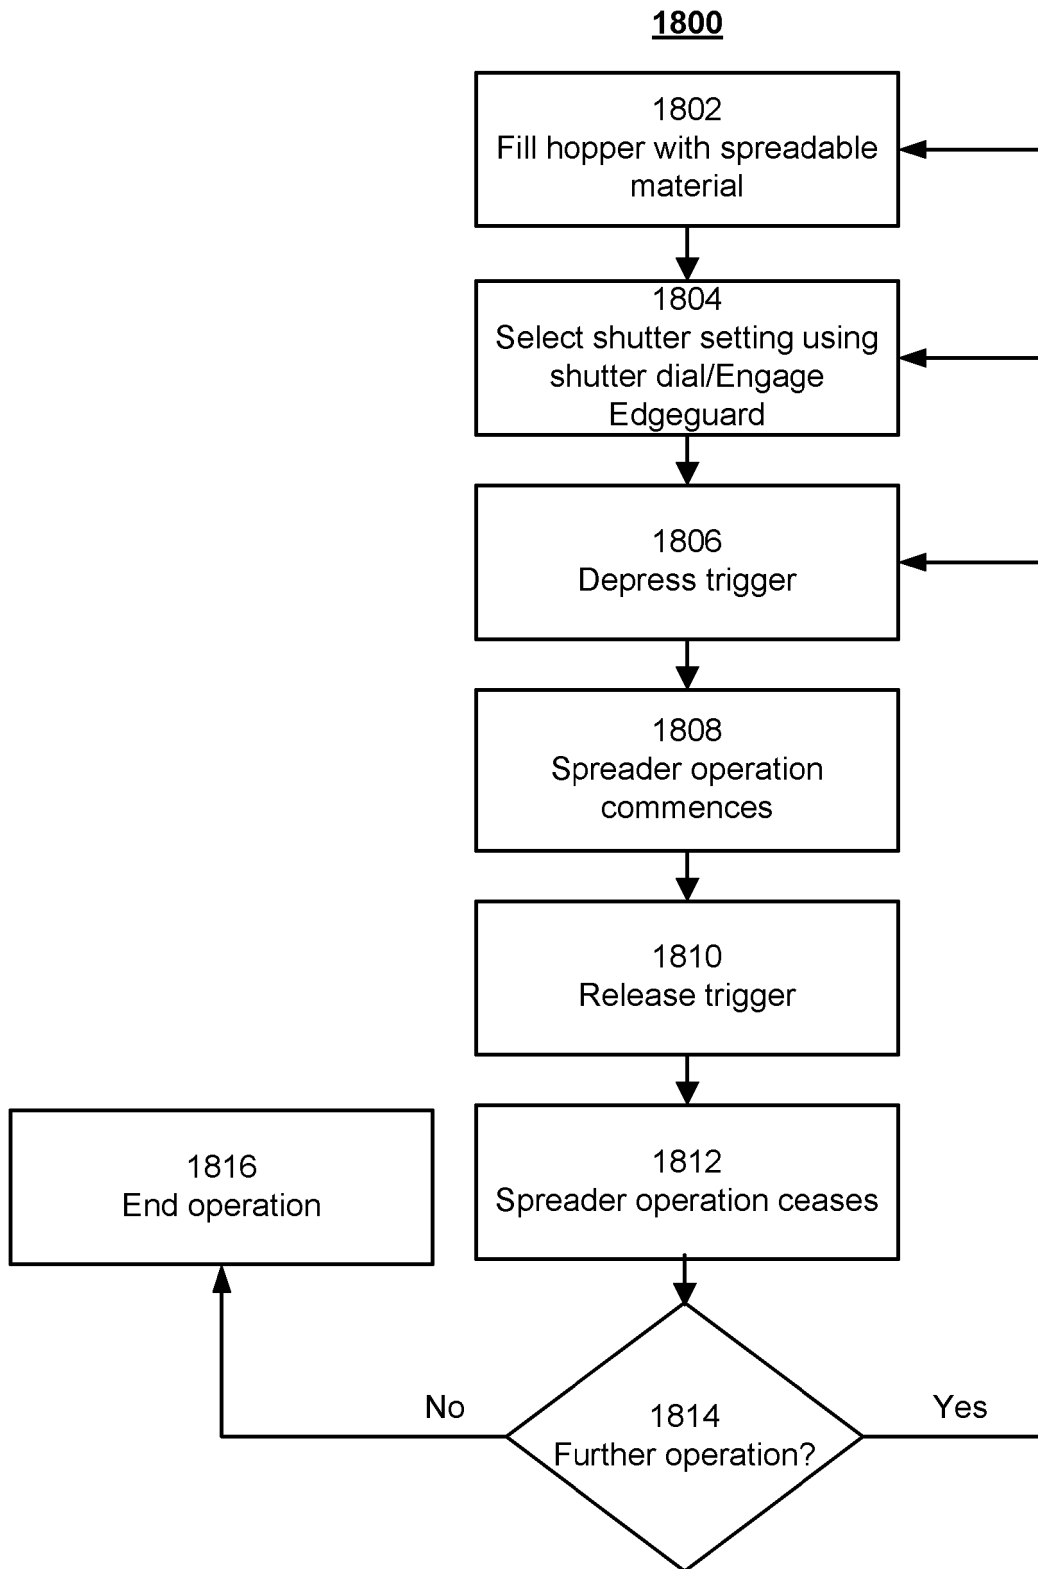 1800
1802
Fill hopper with spreadable
material
1804
Select shutter setting using
shutter dial/Engage
Edgeguard
1806
Depress trigger
1808
Spreader operation
commences
1810
Release trigger
1812
Spreader operation ceases
1816
End operation
1814
Further operation?
No
Yes